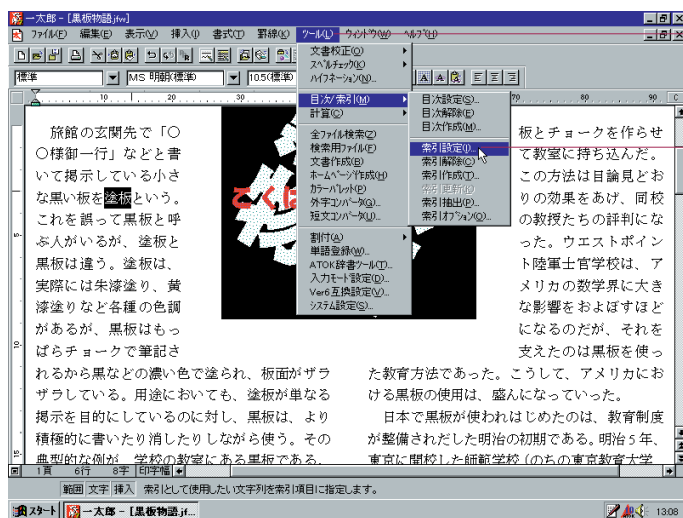 一太郎 - [黒板物語.jfw]
ファイル(F) 編集(E) 表示(V) 挿入(I) 書式(T) 罫線(K) ツール(L) ウィンドウ(W) ヘルプ(H)
標準 MS 明朝(標準) 10.5(標準)
10 20 30 70 80 90
文書校正(O)
スペルチェック(K)
ハイフネーション(N)...
目次/索引(M)
計算(C)
全ファイル検索(Z)
検索用ファイル(F)
文書作成(B)
ホームページ作成(H)
カラーパレット(P)
外字コンバータ(G)...
短文コンバータ(U)...
割付(A)
単語登録(W)...
ATOK辞書ツール(T)...
入力モード設定(D)...
Ver6互換設定(V)...
システム設定(S)...
目次設定(S)...
目次解除(E)
目次作成(M)...
索引設定(I)...
索引解除(C)
索引作成(T)...
索引更新(R)
索引抽出(P)...
索引オプション(O)...
こくば
旅館の玄関先で「○
○様御一行」などと書
いて掲示している小さ
な黒い板を塗板という。
これを誤って黒板と呼
ぶ人がいるが、塗板と
黒板は違う。塗板は、
実際には朱漆塗り、黄
漆塗りなど各種の色調
があるが、黒板はもっ
ぱらチョークで筆記さ
れるから黒などの濃い色で塗られ、板面がザラ
ザラしている。用途においても、塗板が単なる
掲示を目的にしているのに対し、黒板は、より
積極的に書いたり消したりしながら使う。その
典型的な例が、学校の教室にある黒板である。
板とチョークを作らせ
て教室に持ち込んだ。
この方法は目論見どお
りの効果をあげ、同校
の教授たちの評判にな
った。ウエストポイン
ト陸軍士官学校は、ア
メリカの数学界に大き
な影響をおよぼすほど
になるのだが、それを
支えたのは黒板を使っ
た教育方法であった。こうして、アメリカにお
ける黒板の使用は、盛んになっていった。
日本で黒板が使われはじめたのは、教育制度
が整備されだした明治の初期である。明治5年、
東京に開校した師範学校（のちの東京教育大学
1頁 6行 8字 印字幅
範囲 文字 挿入 索引として使用したい文字列を索引項目に指定します。
スタート 一太郎 - [黒板物語.jf... 13:08